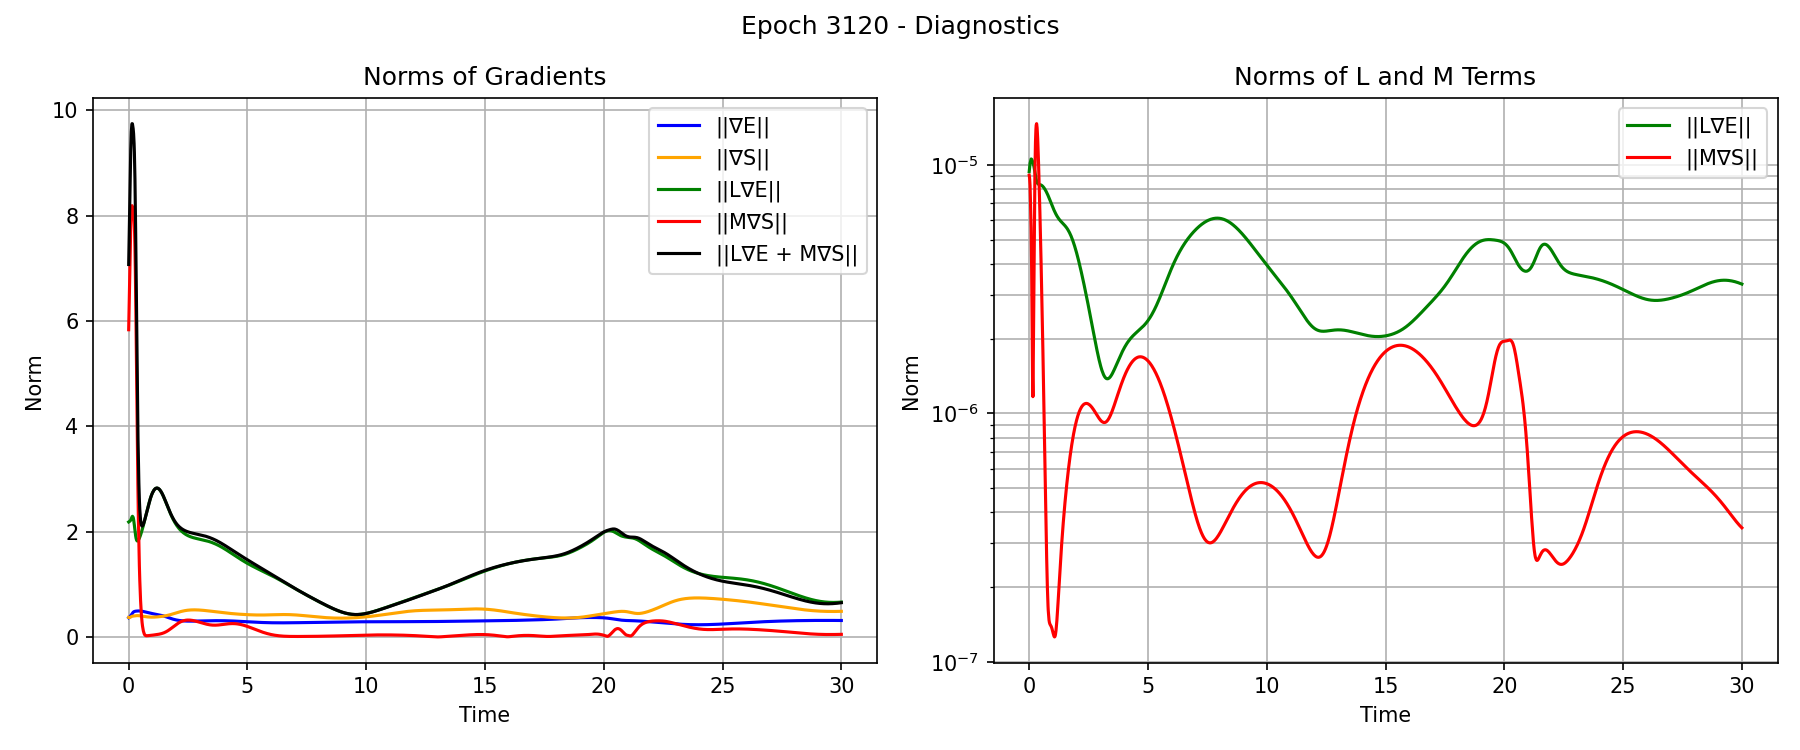 Epoch 3120 - Diagnostics
Norms of Gradients
Norm
10
8
6
4
2
0
||∇E||
||∇S||
||L∇E||
||M∇S||
||L∇E + M∇S||
0 5 10 15 20 25 30
Time
Norms of L and M Terms
Norm
10⁻⁵
10⁻⁶
10⁻⁷
||L∇E||
||M∇S||
0 5 10 15 20 25 30
Time